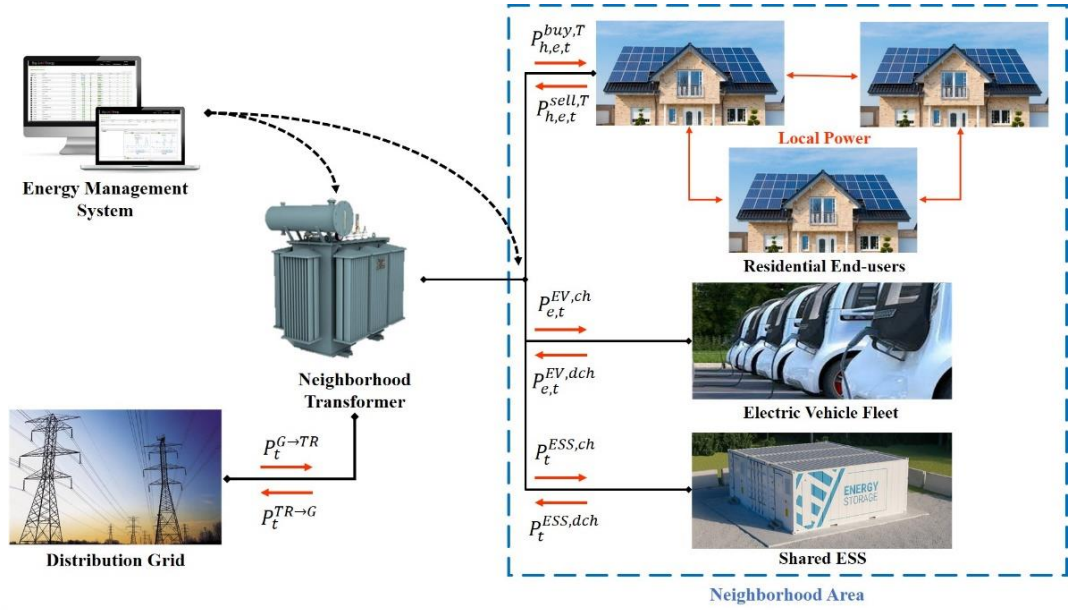 Energy Management
System
Neighborhood
Transformer
P_t^{G→TR}
P_t^{TR→G}
Distribution Grid
P_{h,e,t}^{buy,T}
P_{h,e,t}^{sell,T}
Local Power
Residential End-users
P_{e,t}^{EV,ch}
P_{e,t}^{EV,dch}
Electric Vehicle Fleet
P_t^{ESS,ch}
P_t^{ESS,dch}
ENERGY
STORAGE
Shared ESS
Neighborhood Area